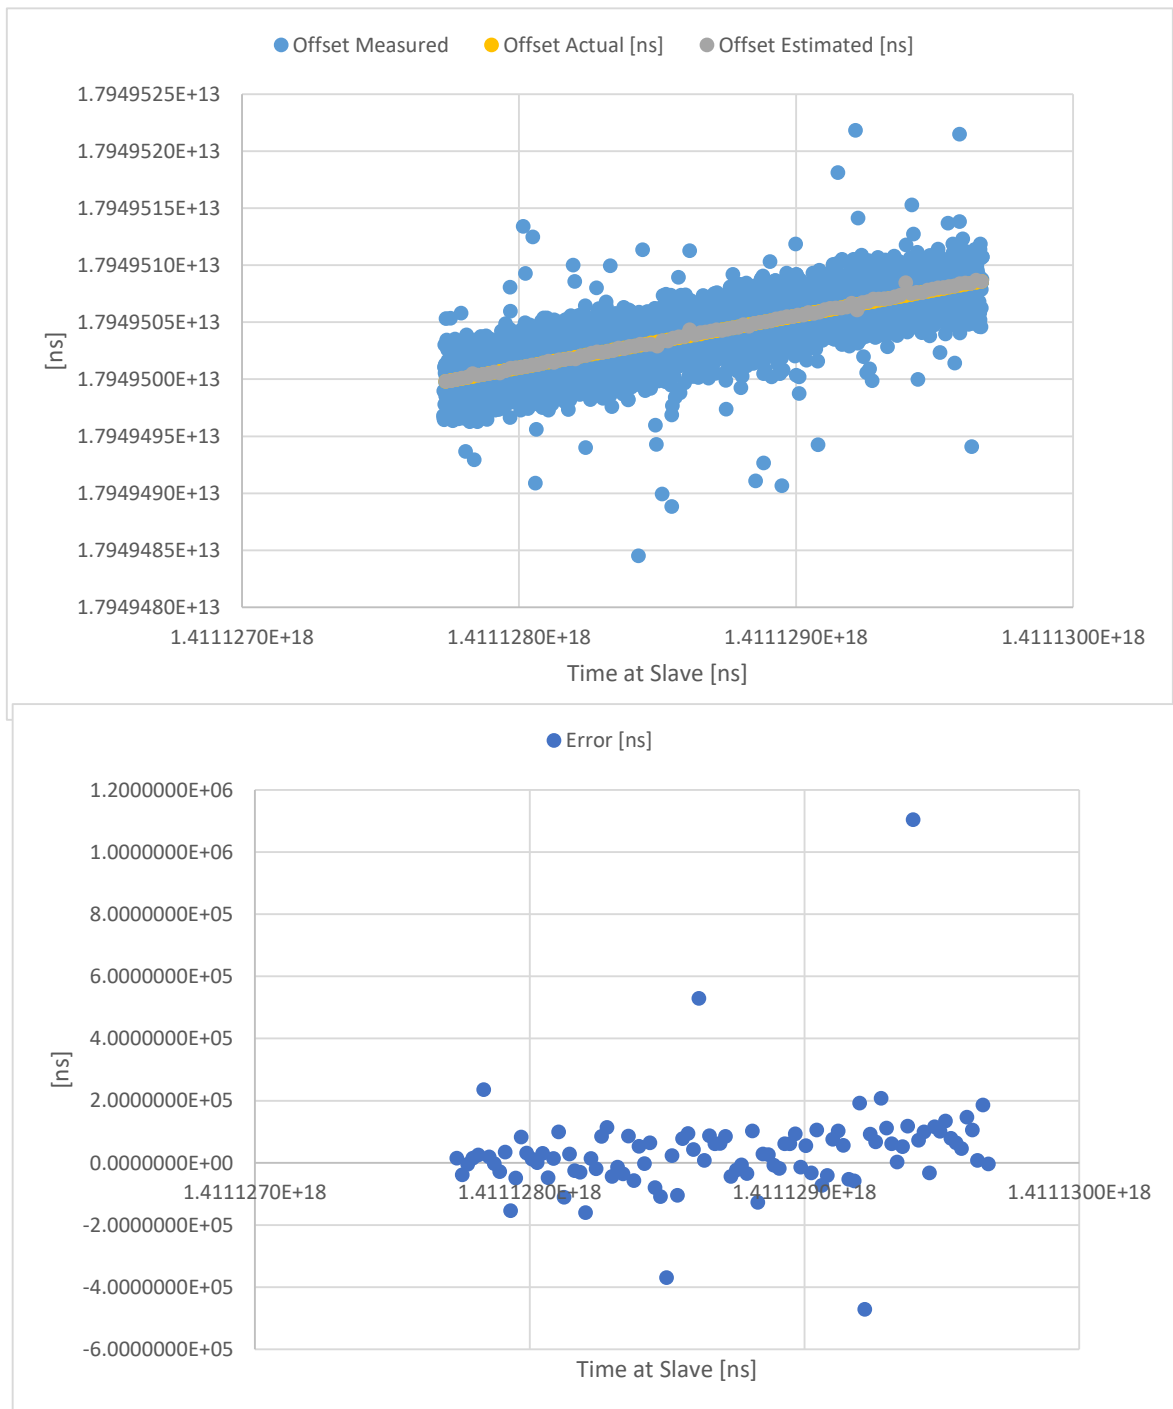 Offset Measured Offset Actual [ns] Offset Estimated [ns]
1.7949525E+13
1.7949520E+13
1.7949515E+13
1.7949510E+13
1.7949505E+13
1.7949500E+13
1.7949495E+13
1.7949490E+13
1.7949485E+13
1.7949480E+13
[ns]
1.4111270E+18 1.4111280E+18 1.4111290E+18 1.4111300E+18
Time at Slave [ns]
Error [ns]
1.2000000E+06
1.0000000E+06
8.0000000E+05
6.0000000E+05
4.0000000E+05
2.0000000E+05
0.0000000E+00
-2.0000000E+05
-4.0000000E+05
-6.0000000E+05
[ns]
1.4111270E+18 1.4111280E+18 1.4111290E+18 1.4111300E+18
Time at Slave [ns]